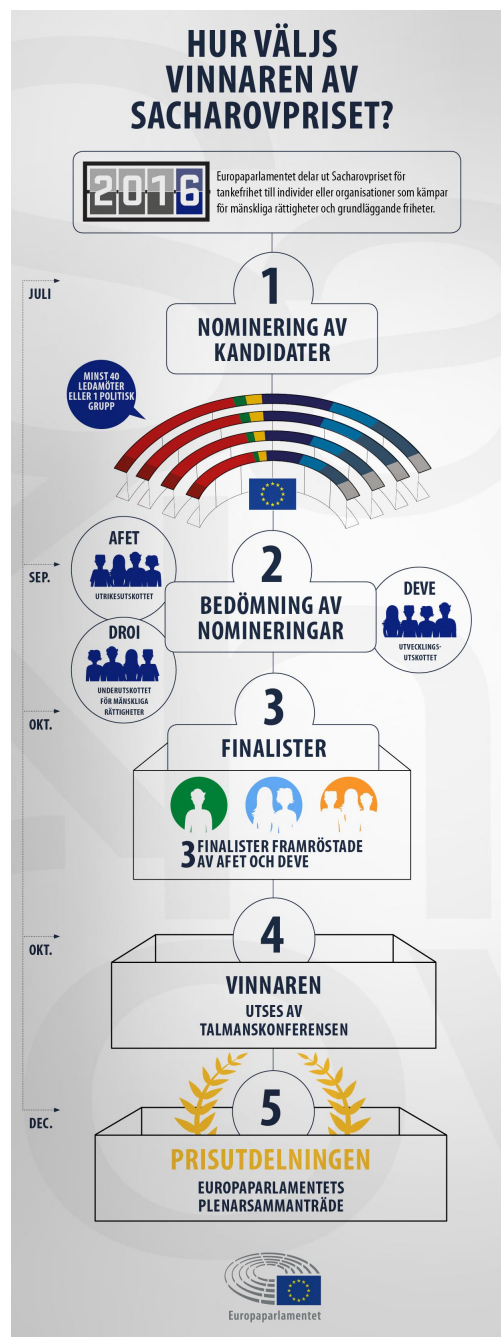 HUR VÄLJS
VINNAREN AV
SACHAROVPRISET?
2016
Europaparlamentet delar ut Sacharovpriset för
tankefrihet till individer eller organisationer som kämpar
för mänskliga rättigheter och grundläggande friheter.
JULI
1
NOMINERING AV
KANDIDATER
MINST 40
LEDAMÖTER
ELLER 1 POLITISK
GRUPP
SEP.
AFET
UTRIKESUTSKOTTET
DROI
UNDERUTSKOTTET
FÖR MÄNSKLIGA
RÄTTIGHETER
2
BEDÖMNING AV
NOMINERINGAR
DEVE
UTVECKLINGS-
UTSKOTTET
OKT.
3
FINALISTER
3 FINALISTER FRAMRÖSTADE
AV AFET OCH DEVE
OKT.
4
VINNAREN
UTSES AV
TALMANSKONFERENSEN
DEC.
5
PRISUTDELNINGEN
EUROPAPARLAMENTETS
PLENARSAMMANTRÄDE
Europaparlamentet